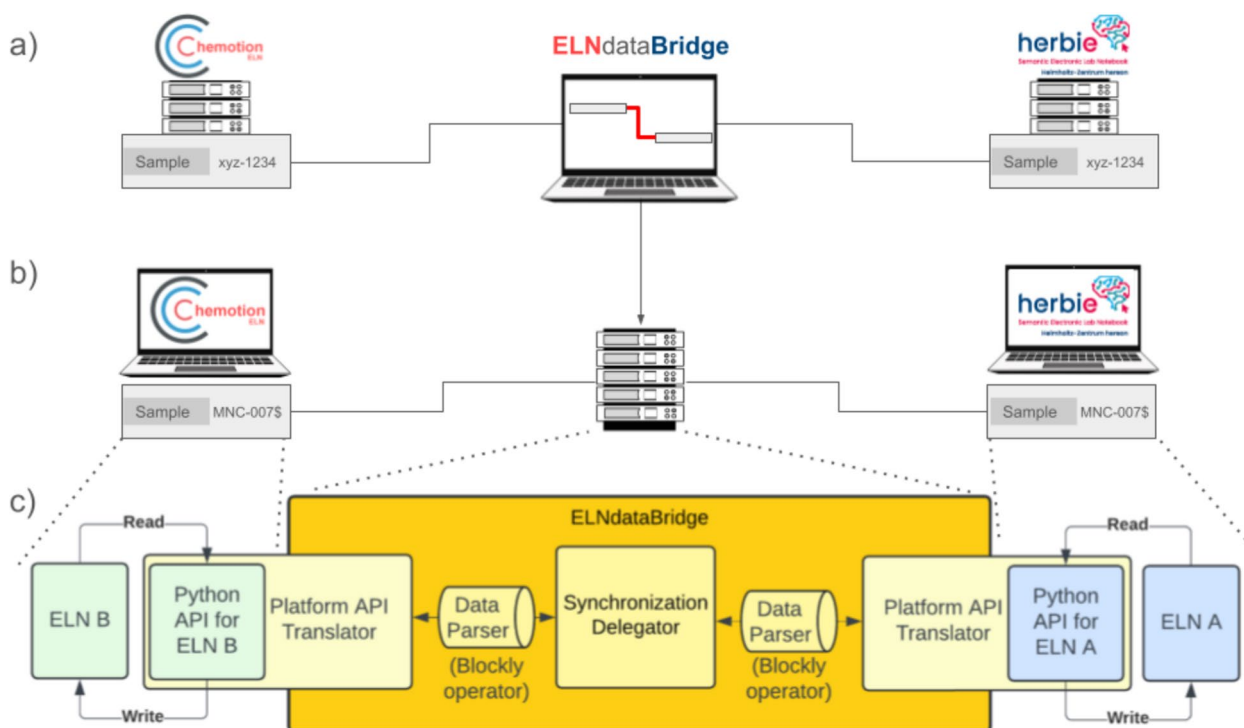 a)
Chemotion
ELN
ELNdataBridge
herbie
Semantic Electronic Lab Notebook
Helmholtz-Zentrum hereon
Sample xyz-1234
Sample xyz-1234
b)
Chemotion
ELN
herbie
Semantic Electronic Lab Notebook
Helmholtz-Zentrum hereon
Sample MNC-007$
Sample MNC-007$
c)
ELNdataBridge
Read
Read
ELN B
Python
API for
ELN B
Platform API
Translator
Data
Parser
(Blockly
operator)
Synchronization
Delegator
Data
Parser
(Blockly
operator)
Platform API
Translator
Python
API for
ELN A
ELN A
Write
Write